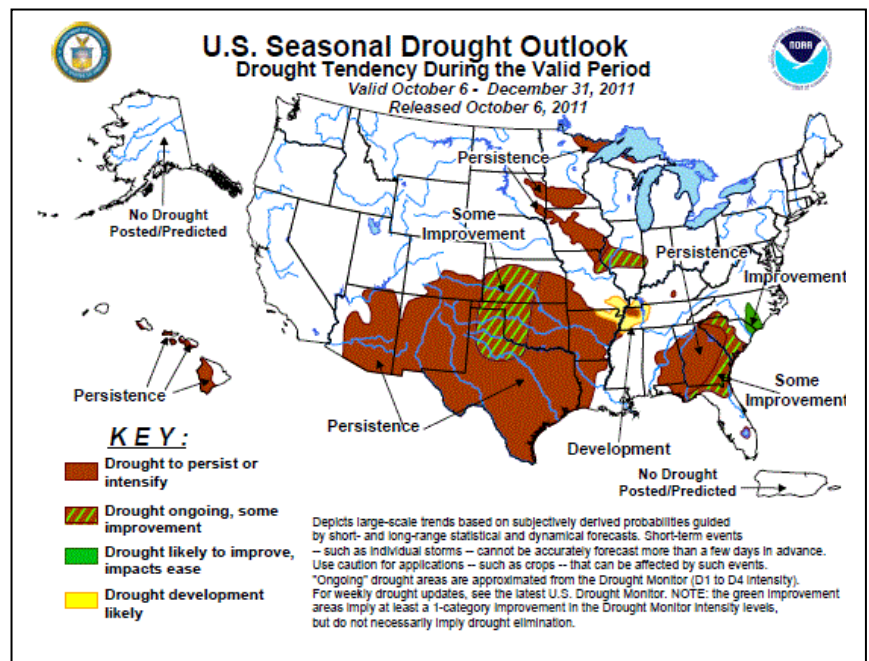 U.S. Seasonal Drought Outlook
Drought Tendency During the Valid Period
Valid October 6 - December 31, 2011
Released October 6, 2011
NOAA
No Drought
Posted/Predicted
Persistence
Some
Improvement
Persistence
Improvement
Persistence
Persistence
Some
Improvement
Development
No Drought
Posted/Predicted
KEY:
Drought to persist or
intensify
Drought ongoing, some
improvement
Drought likely to improve,
impacts ease
Drought development
likely
Depicts large-scale trends based on subjectively derived probabilities guided
by short- and long-range statistical and dynamical forecasts. Short-term events
-- such as individual storms -- cannot be accurately forecast more than a few days in advance.
Use caution for applications -- such as crops -- that can be affected by such events.
"Ongoing" drought areas are approximated from the Drought Monitor (D1 to D4 intensity).
For weekly drought updates, see the latest U.S. Drought Monitor. NOTE: the green improvement
areas imply at least a 1-category improvement in the Drought Monitor intensity levels,
but do not necessarily imply drought elimination.